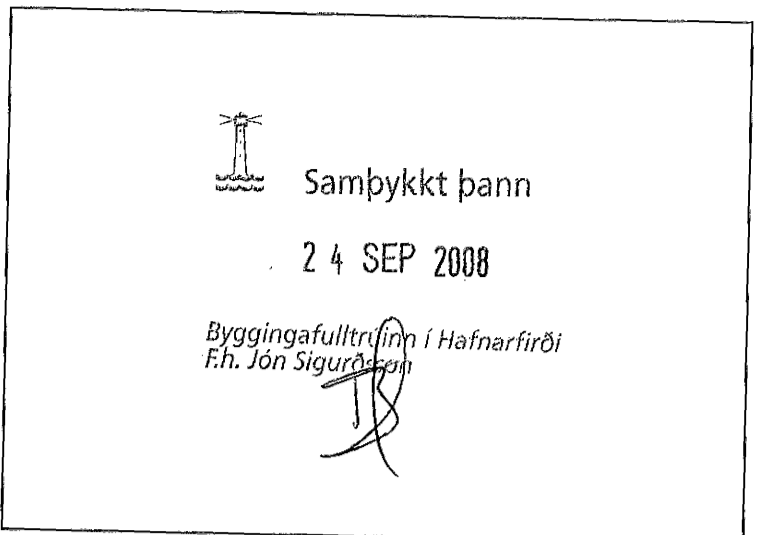 Samþykkt þann
24 SEP 2008
Byggingafulltrúinn í Hafnarfirði
F.h. Jón Sigurðsson